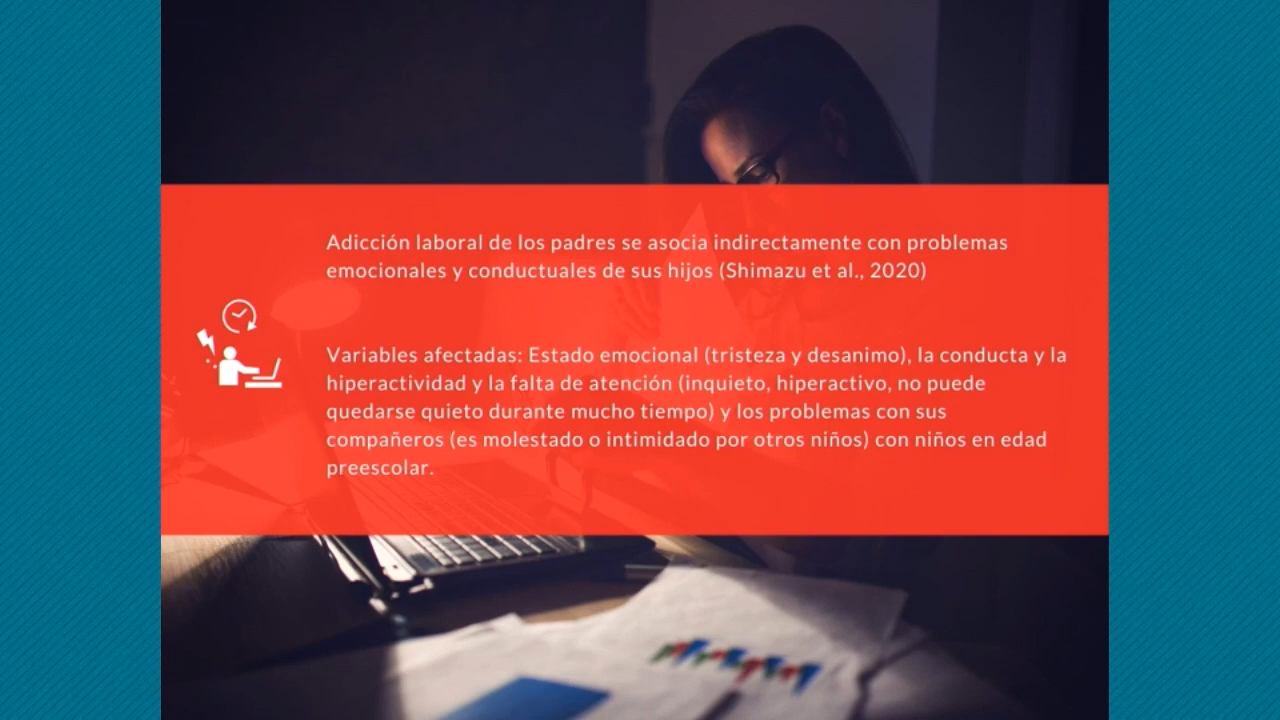 Adicción laboral de los padres se asocia indirectamente con problemas
emocionales y conductuales de sus hijos (Shimazu et al., 2020)
Variables afectadas: Estado emocional (tristeza y desanimo), la conducta y la
hiperactividad y la falta de atención (inquieto, hiperactivo, no puede
quedarse quieto durante mucho tiempo) y los problemas con sus
compañeros (es molestado o intimidado por otros niños) con niños en edad
preescolar.